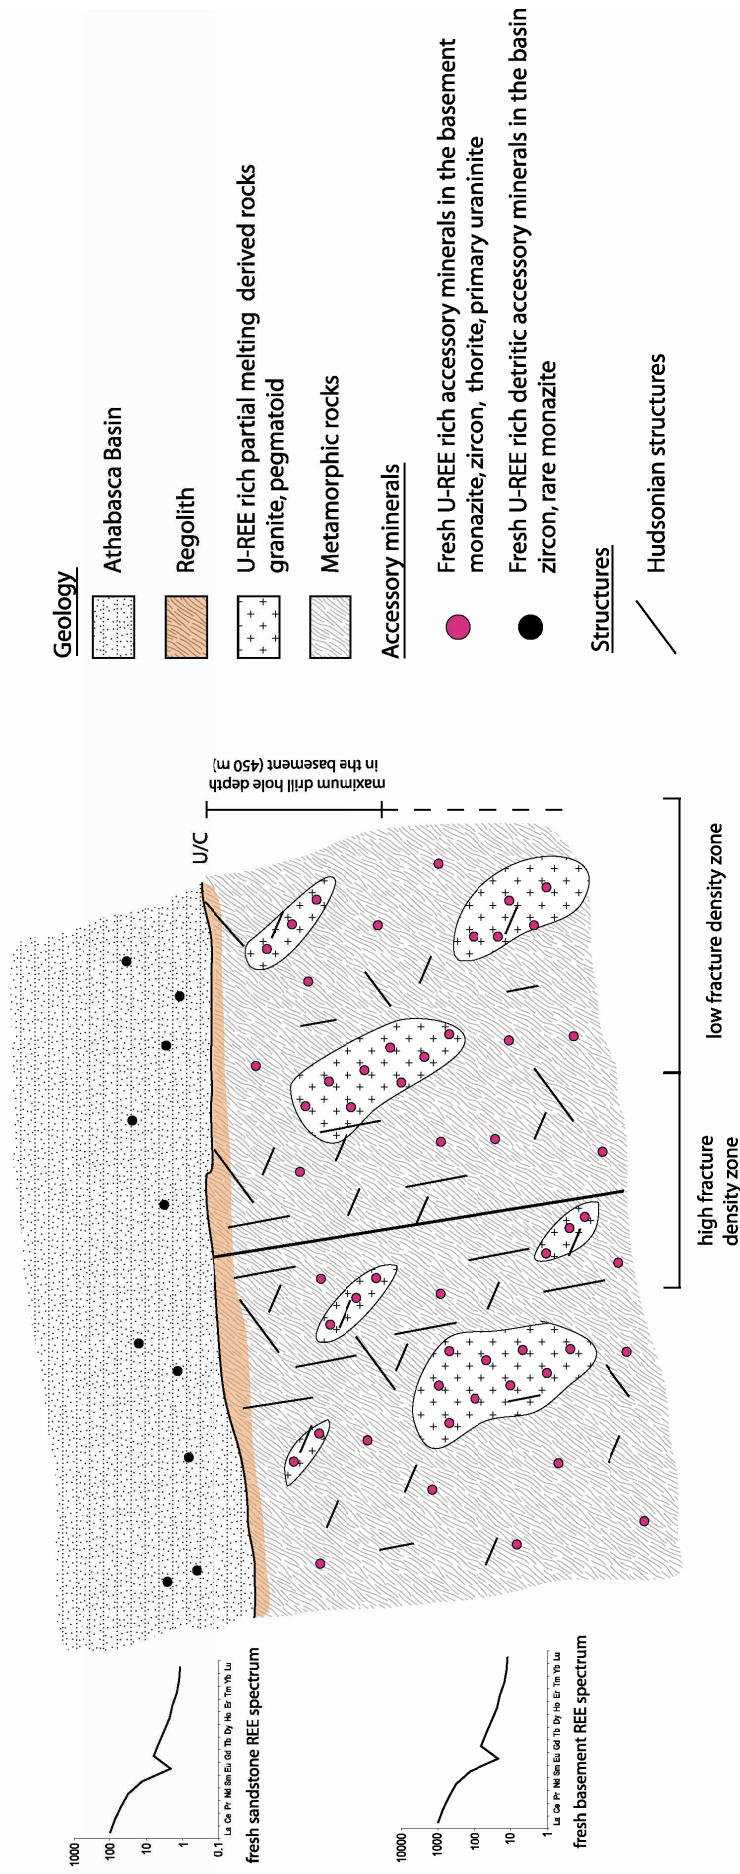 1000
100
10
1
0.1
La Ce Pr Nd Sm Eu Gd Tb Dy Ho Er Tm Yb Lu
fresh sandstone REE spectrum
10000
1000
100
10
1
La Ce Pr Nd Sm Eu Gd Tb Dy Ho Er Tm Yb Lu
fresh basement REE spectrum
U/C
maximum drill hole depth
in the basement (450 m)
high fracture
density zone
low fracture density zone
Geology
Athabasca Basin
Regolith
U-REE rich partial melting derived rocks
granite, pegmatoid
Metamorphic rocks
Accessory minerals
Fresh U-REE rich accessory minerals in the basement
monazite, zircon, thorite, primary uraninite
Fresh U-REE rich detritic accessory minerals in the basin
zircon, rare monazite
Structures
Hudsonian structures